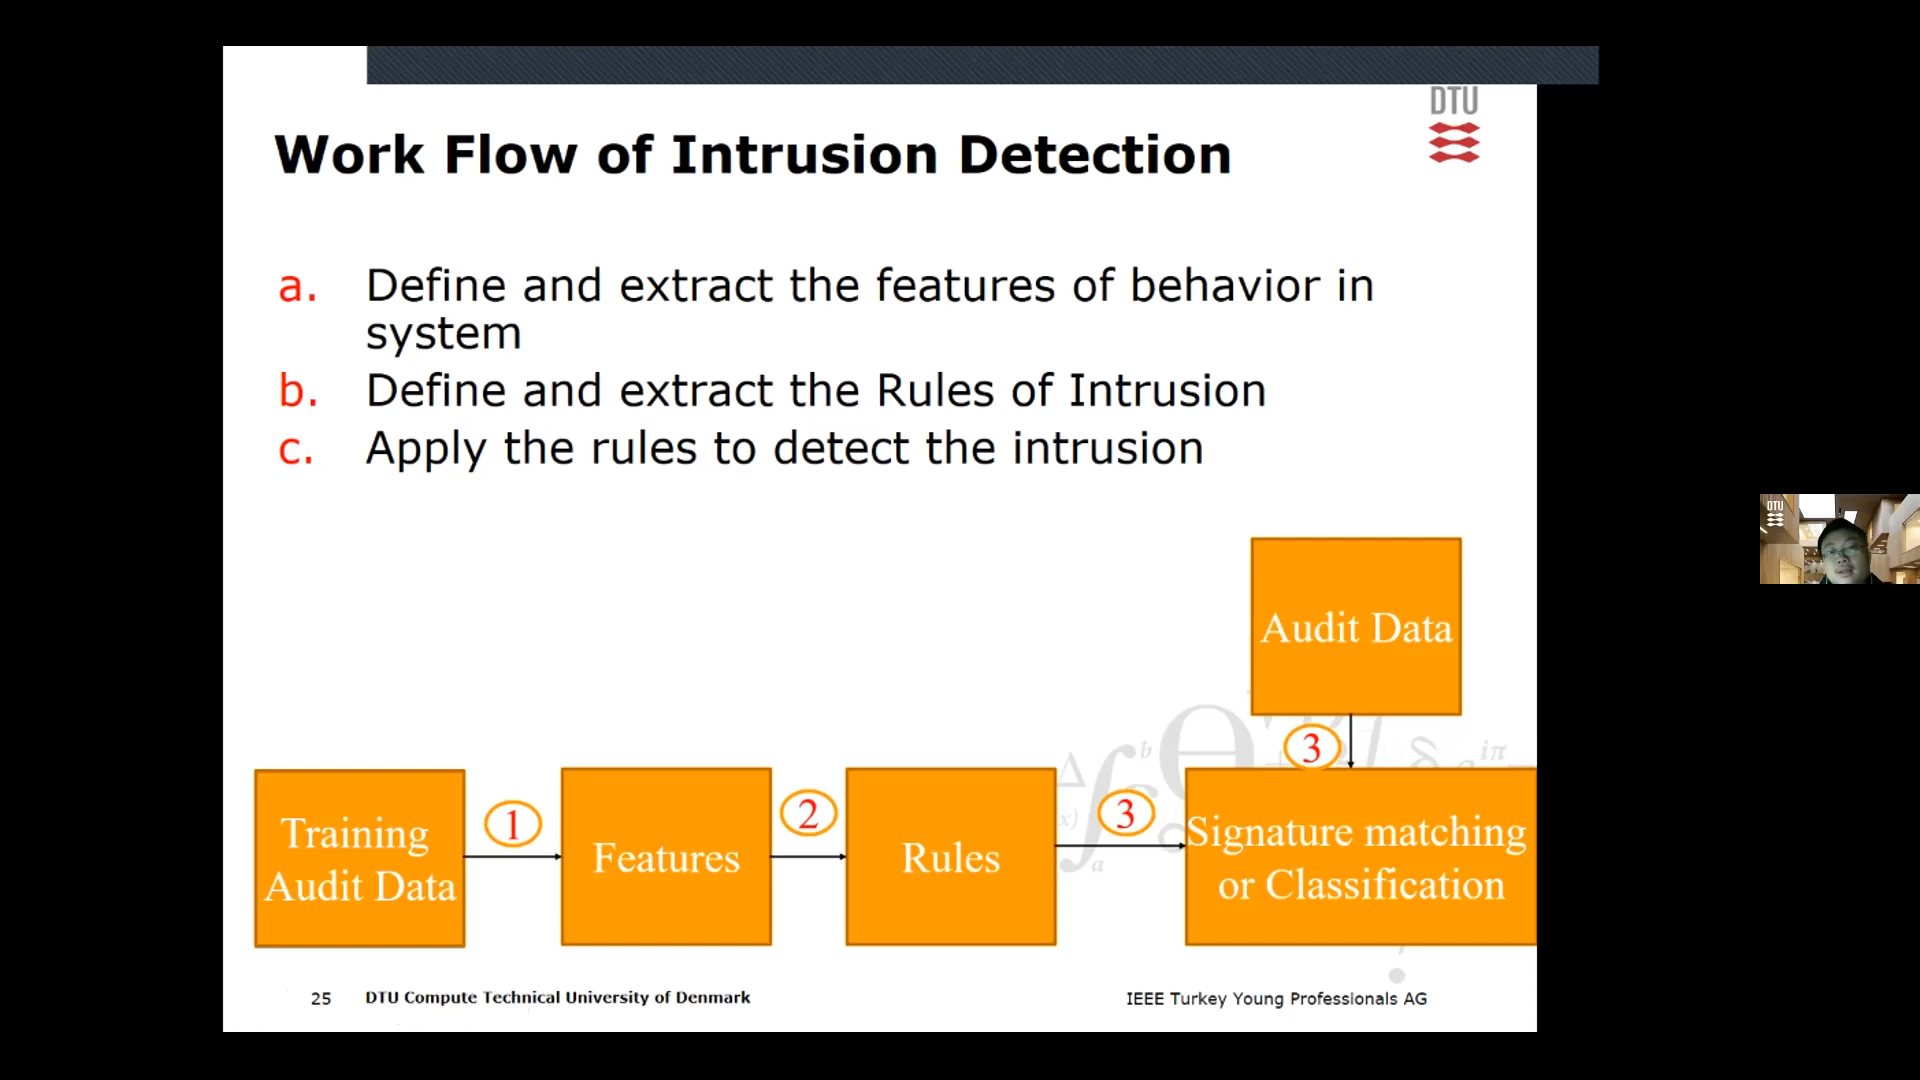 DTU
Work Flow of Intrusion Detection
a. Define and extract the features of behavior in
system
b. Define and extract the Rules of Intrusion
c. Apply the rules to detect the intrusion
Audit Data
3
Training
Audit Data
1
Features
2
Rules
3
Signature matching
or Classification
25 DTU Compute Technical University of Denmark
IEEE Turkey Young Professionals AG
DTU